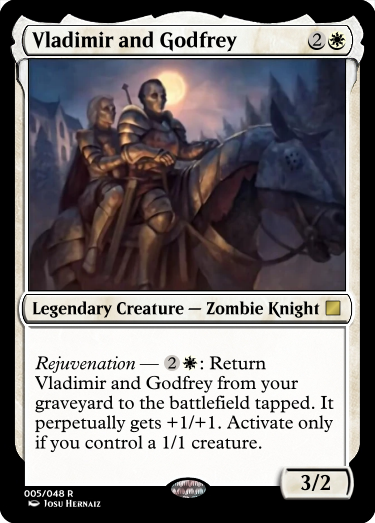 Vladimir and Godfrey 2
Legendary Creature — Zombie Knight
Rejuvenation — 2 : Return
Vladimir and Godfrey from your
graveyard to the battlefield tapped. It
perpetually gets +1/+1. Activate only
if you control a 1/1 creature.
3/2
005/048 R
Josu Hernaiz